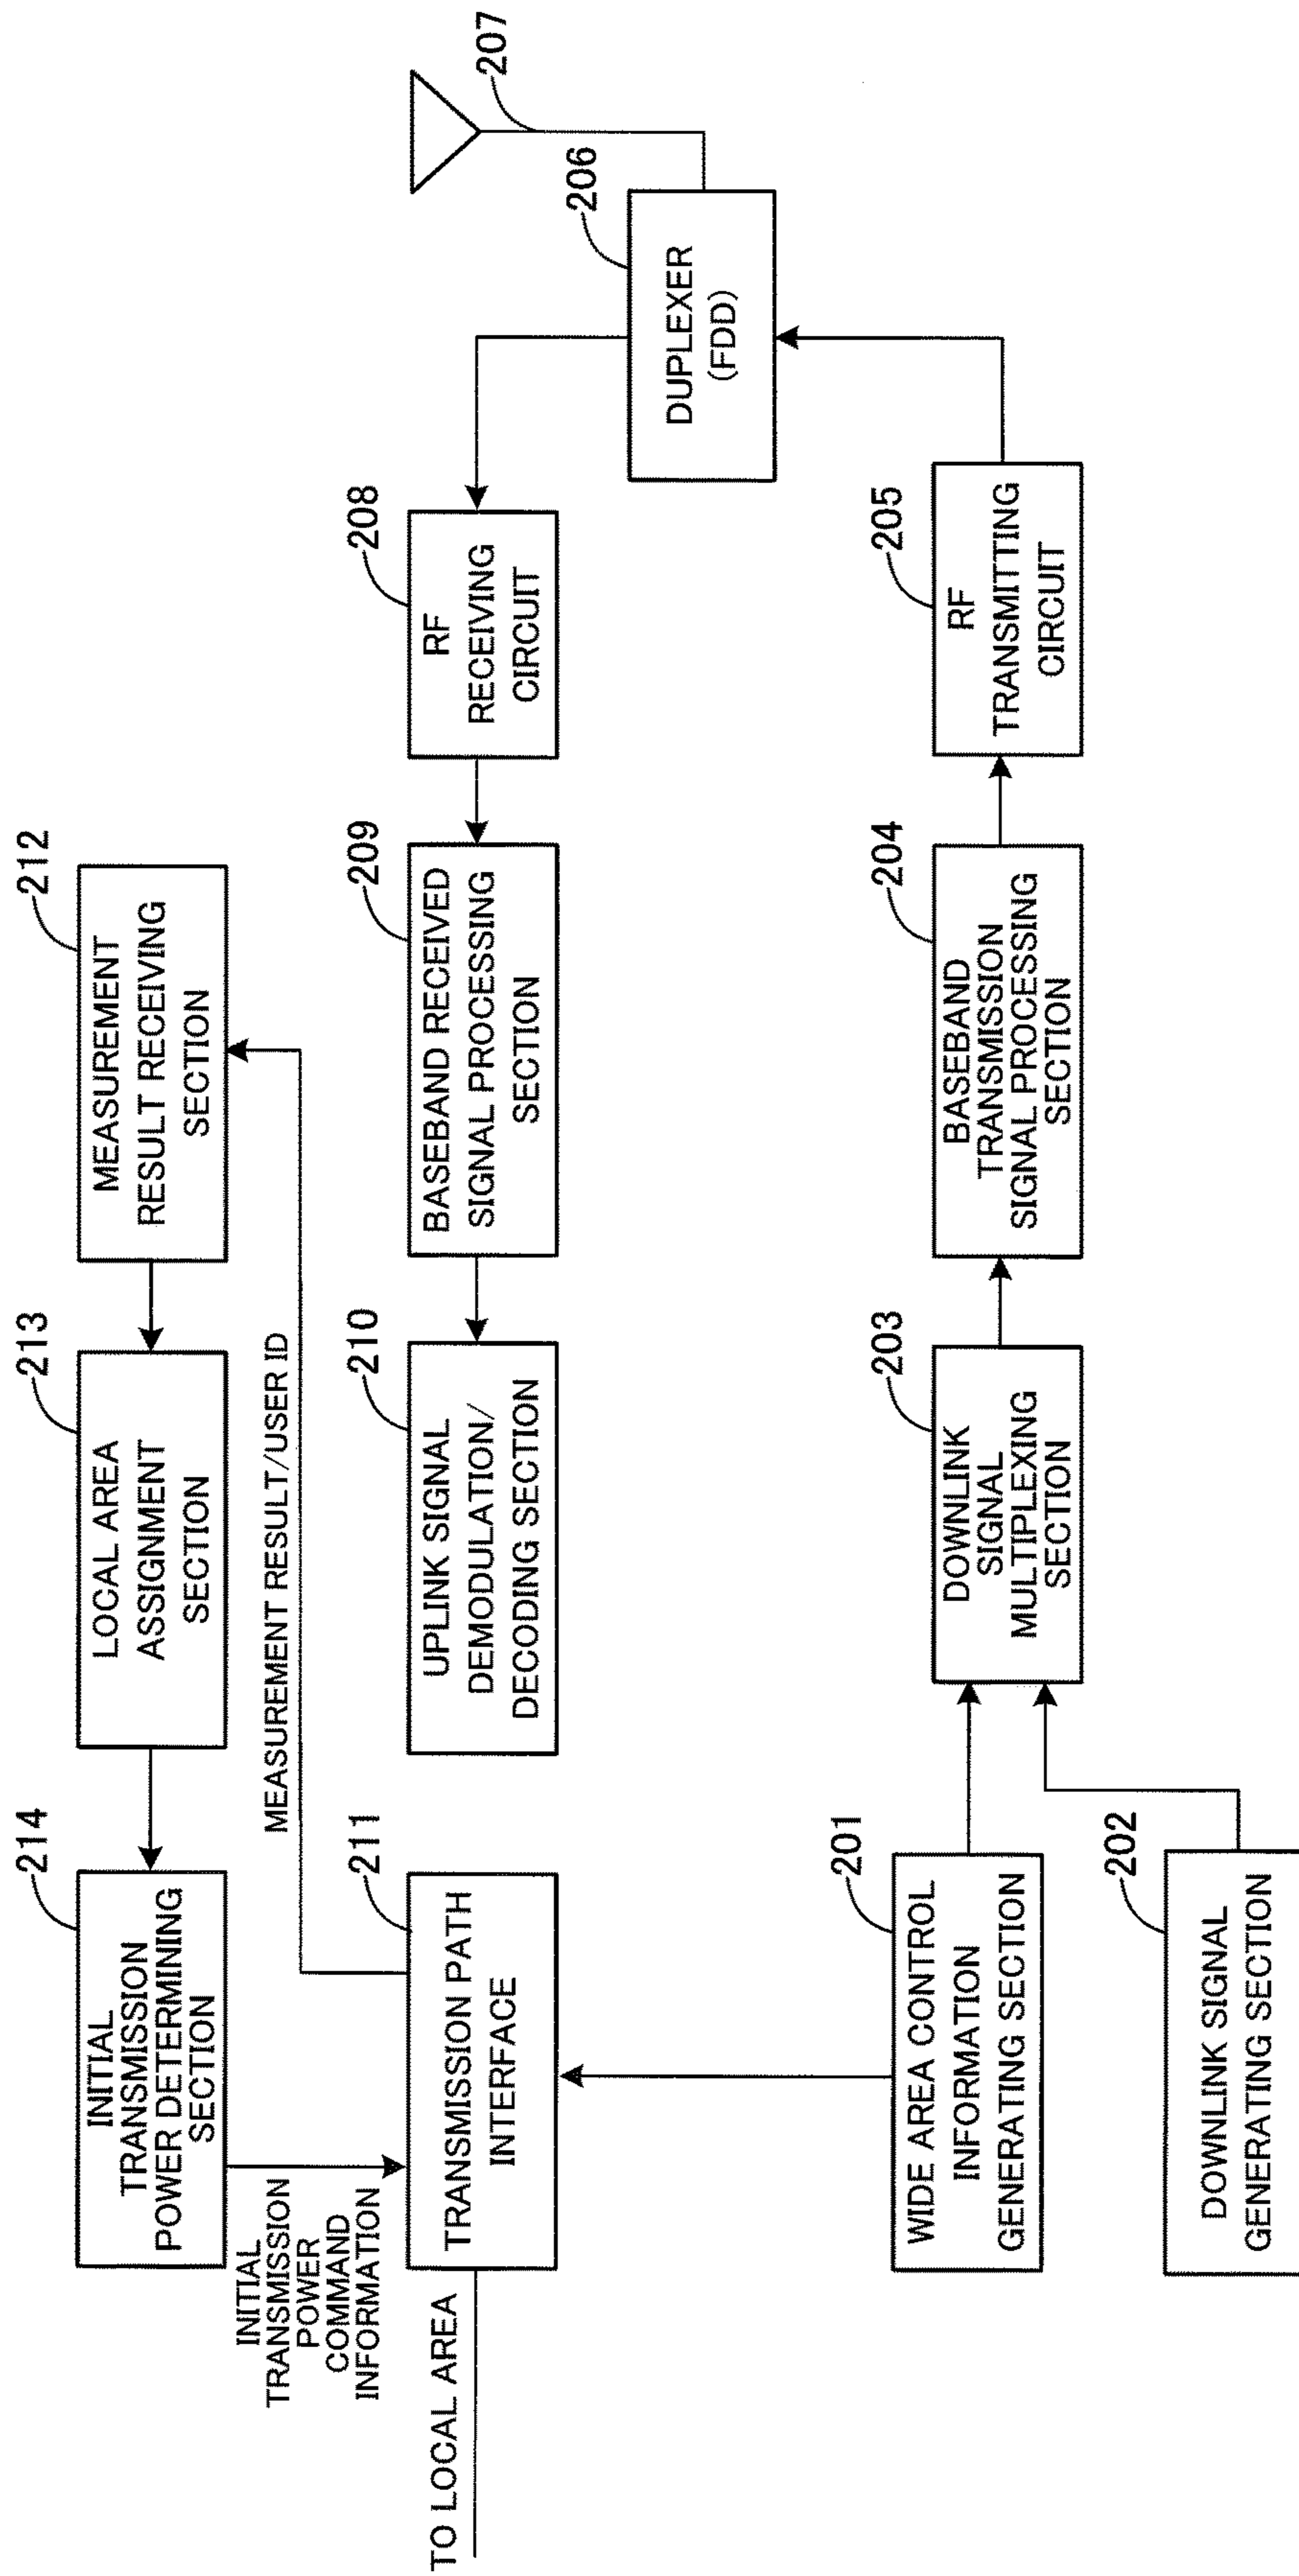 INITIAL
TRANSMISSION
POWER DETERMINING
SECTION
214
LOCAL AREA
ASSIGNMENT
SECTION
213
MEASUREMENT
RESULT RECEIVING
SECTION
212
INITIAL
TRANSMISSION
POWER
COMMAND
INFORMATION
MEASUREMENT RESULT/USER ID
TO LOCAL AREA
TRANSMISSION PATH
INTERFACE
211
UPLINK SIGNAL
DEMODULATION/
DECODING SECTION
210
BASEBAND RECEIVED
SIGNAL PROCESSING
SECTION
209
RF
RECEIVING
CIRCUIT
208
207
DUPLEXER
(FDD)
206
WIDE AREA CONTROL
INFORMATION
GENERATING SECTION
201
DOWNLINK
SIGNAL
MULTIPLEXING
SECTION
203
BASEBAND
TRANSMISSION
SIGNAL PROCESSING
SECTION
204
RF
TRANSMITTING
CIRCUIT
205
DOWNLINK SIGNAL
GENERATING SECTION
202